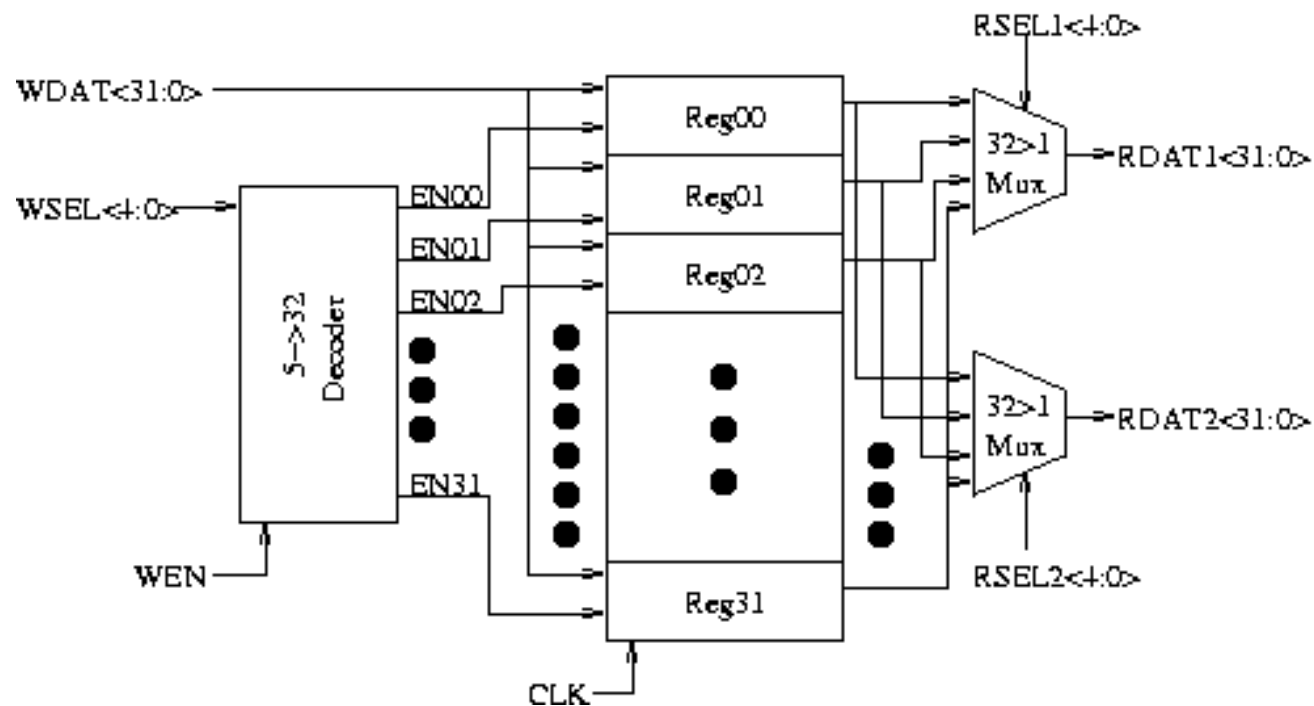 RSEL1<4:0>
WDAT<31:0>
Reg00
32>1
Mux
RDAT1<31:0>
WSEL<4:0>
EN00
Reg01
EN01
Reg02
EN02
5->32
Decoder
32>1
Mux
RDAT2<31:0>
EN31
WEN
RSEL2<4:0>
Reg31
CLK